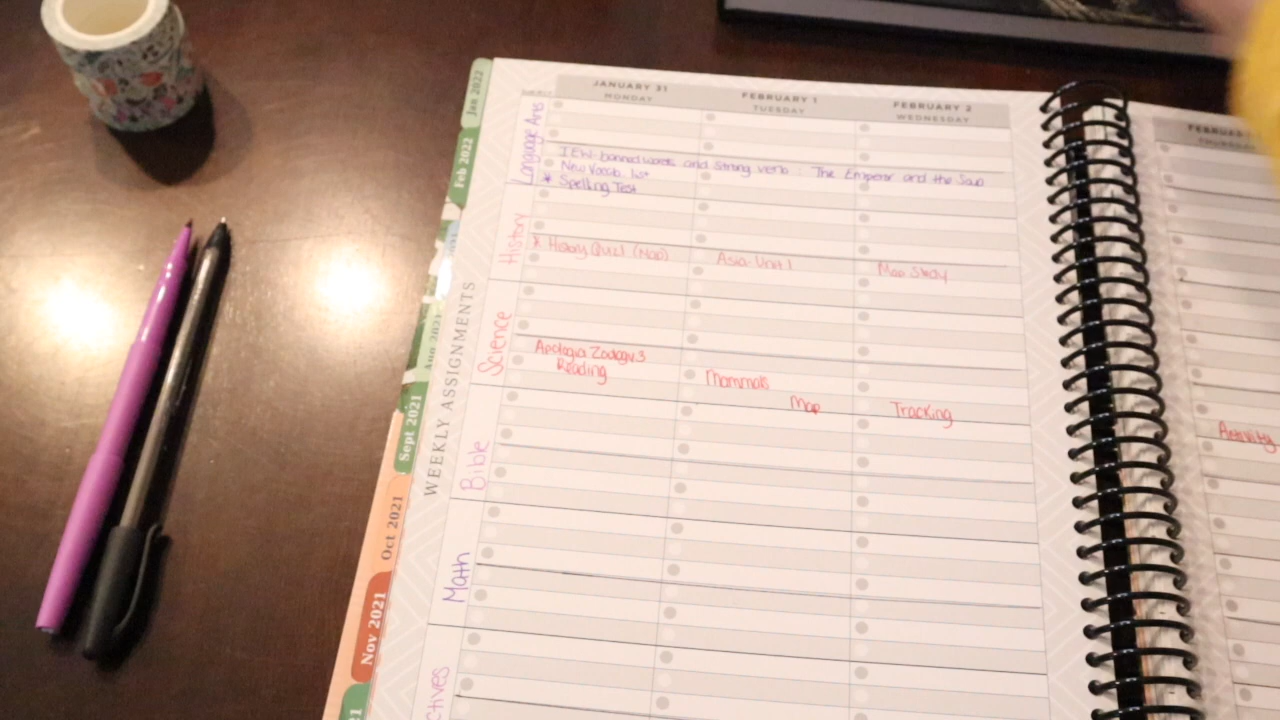 Jan 2022
Feb 2022
Aug 2021
Sept 2021
Oct 2021
Nov 2021
WEEKLY ASSIGNMENTS
JANUARY 31
MONDAY
FEBRUARY 1
TUESDAY
FEBRUARY 2
WEDNESDAY
Language Arts
IEW banned words and Strong verb : The Emperor and the
New Vocab. list
* Spelling Test
History
* History Quiz 1 (Map)
Asia- Unit 1
Map Study
Science
Apologia Zoology 3
Reading
Mammals
Map
Tracking
Activity
Bible
Math